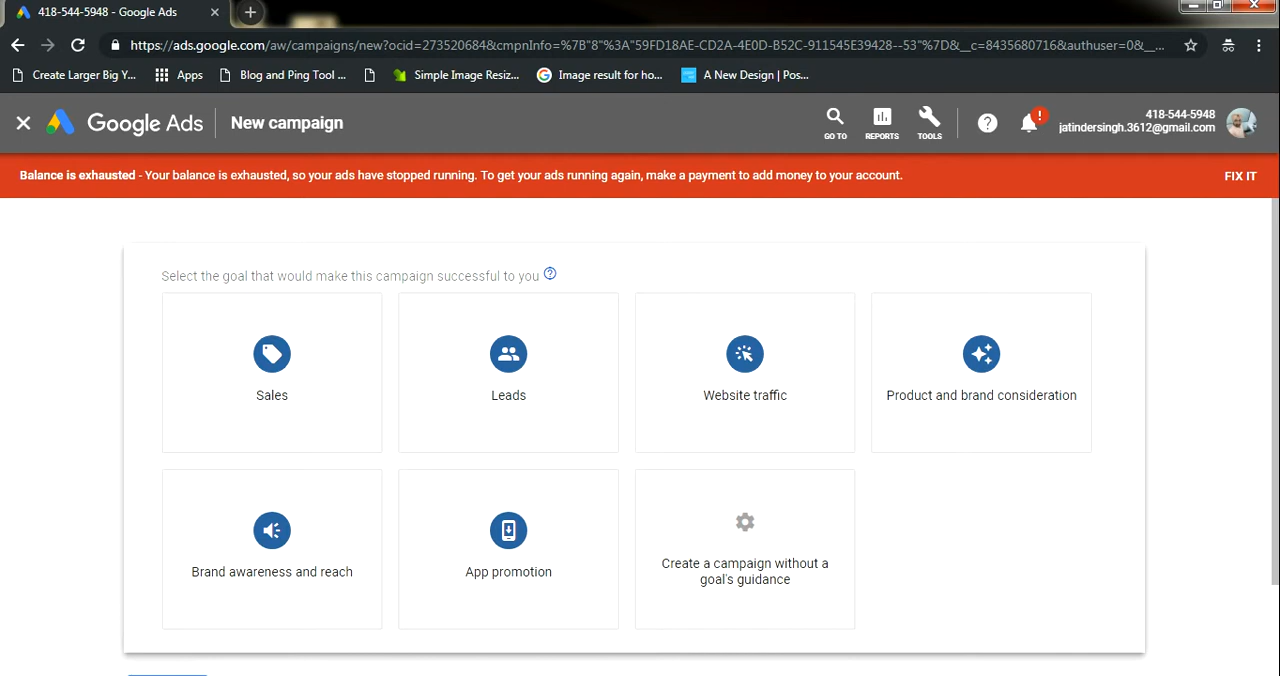 418-544-5948 - Google Ads
https://ads.google.com/aw/campaigns/new?ocid=273520684&cmpnInfo=%7B"8"%3A"59FD18AE-CD2A-4E0D-B52C-911545E39428--53"%7D&__c=8435680716&authuser=0&__...
Create Larger Big Y... Apps Blog and Ping Tool ... Simple Image Resiz... Image result for ho... A New Design | Pos...
Google Ads New campaign
GO TO REPORTS TOOLS
418-544-5948
jatindersingh.3612@gmail.com
Balance is exhausted - Your balance is exhausted, so your ads have stopped running. To get your ads running again, make a payment to add money to your account. FIX IT
Select the goal that would make this campaign successful to you
Sales Leads Website traffic Product and brand consideration
Brand awareness and reach App promotion Create a campaign without a
goal's guidance